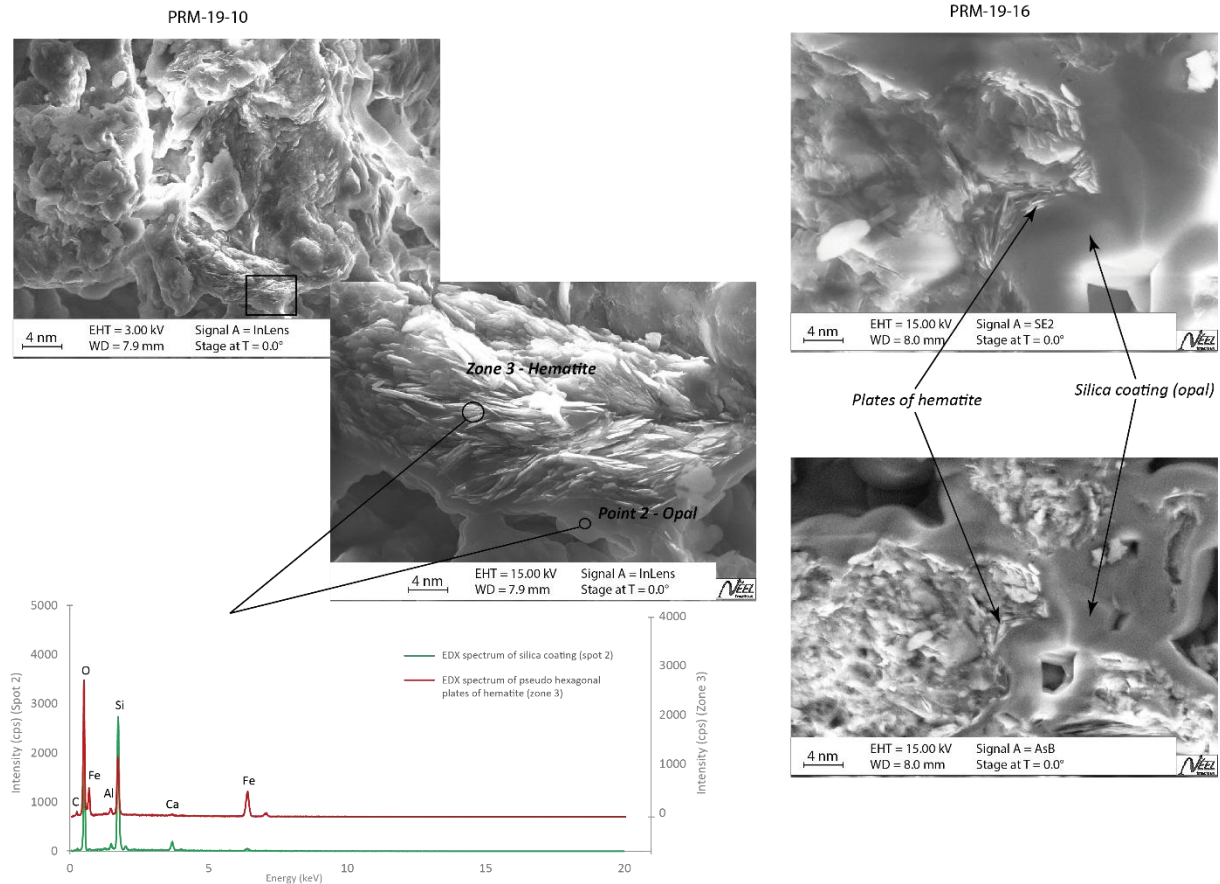 PRM-19-10
PRM-19-16
4 nm
EHT = 3.00 kV
Signal A = InLens
WD = 7.9 mm
Stage at T = 0.0°
NÉEL
4 nm
EHT = 15.00 kV
Signal A = SE2
WD = 8.0 mm
Stage at T = 0.0°
NÉEL
Zone 3 - Hematite
Point 2 - Opal
4 nm
EHT = 15.00 kV
Signal A = InLens
WD = 7.9 mm
Stage at T = 0.0°
NÉEL
Plates of hematite
Silica coating (opal)
4 nm
EHT = 15.00 kV
Signal A = AsB
WD = 8.0 mm
Stage at T = 0.0°
NÉEL
5000
4000
3000
2000
1000
0
Intensity (cps) (Spot 2)
4000
3000
2000
1000
0
Intensity (cps) (Zone 3)
EDX spectrum of silica coating (spot 2)
EDX spectrum of pseudo hexagonal
plates of hematite (zone 3)
O
Si
Fe
C
Al
Ca
Fe
0
5
10
15
20
Energy (keV)